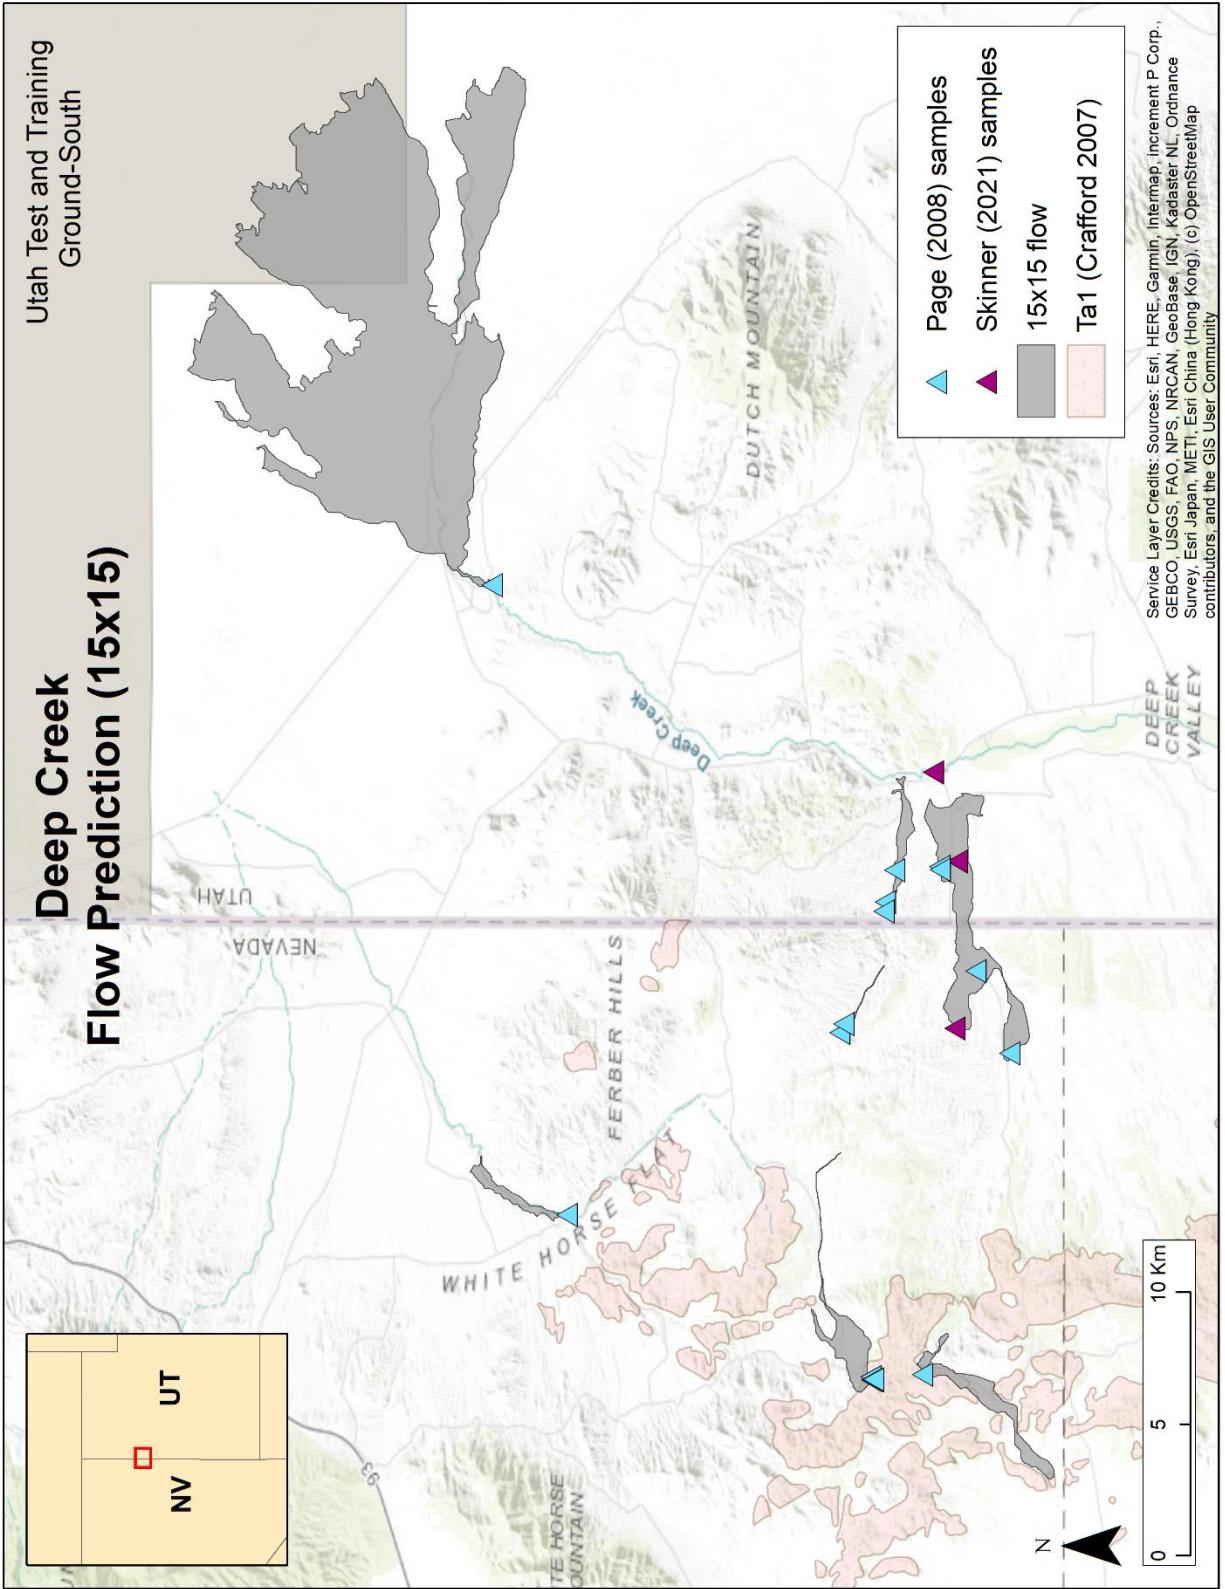 Deep Creek
Flow Prediction (15x15)
Utah Test and Training
Ground-South
NV
UT
93
UTAH
NEVADA
WHITE HORSE FLAT
FERBER HILLS
TE HORSE
OUNTAIN
Deep Creek
DUTCH MOUNTAIN
DEEP
CREEK
VALLEY
Page (2008) samples
Skinner (2021) samples
15x15 flow
Ta1 (Crafford 2007)
N
0 5 10 Km
Service Layer Credits: Sources: Esri, HERE, Garmin, Intermap, increment P Corp.,
GEBCO, USGS, FAO, NPS, NRCAN, GeoBase, IGN, Kadaster NL, Ordnance
Survey, Esri Japan, METI, Esri China (Hong Kong), (c) OpenStreetMap
contributors, and the GIS User Community